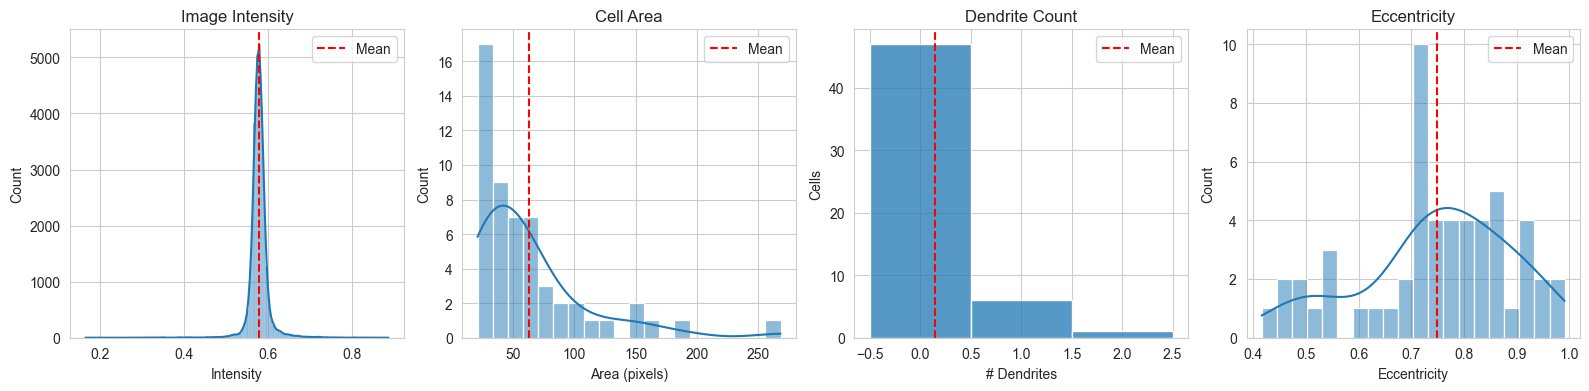 Image Intensity
Mean
5000
4000
3000
2000
1000
0
Count
0.2 0.4 0.6 0.8
Intensity
Cell Area
Mean
16
14
12
10
8
6
4
2
0
Count
50 100 150 200 250
Area (pixels)
Dendrite Count
Mean
40
30
20
10
0
Cells
−0.5 0.0 0.5 1.0 1.5 2.0 2.5
# Dendrites
Eccentricity
Mean
10
8
6
4
2
0
Count
0.4 0.5 0.6 0.7 0.8 0.9 1.0
Eccentricity